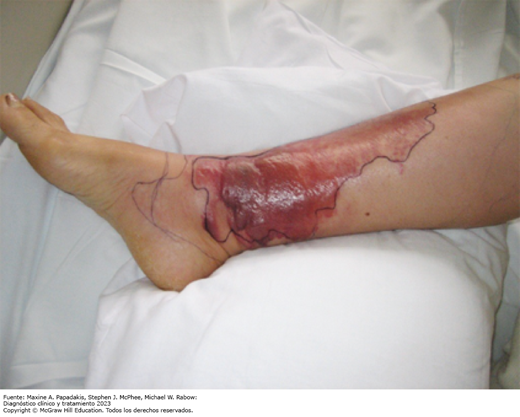 Fuente: Maxine A. Papadakis, Stephen J. McPhee, Michael W. Rabow:
Diagnóstico clínico y tratamiento 2023
Copyright © McGraw Hill Education. Todos los derechos reservados.